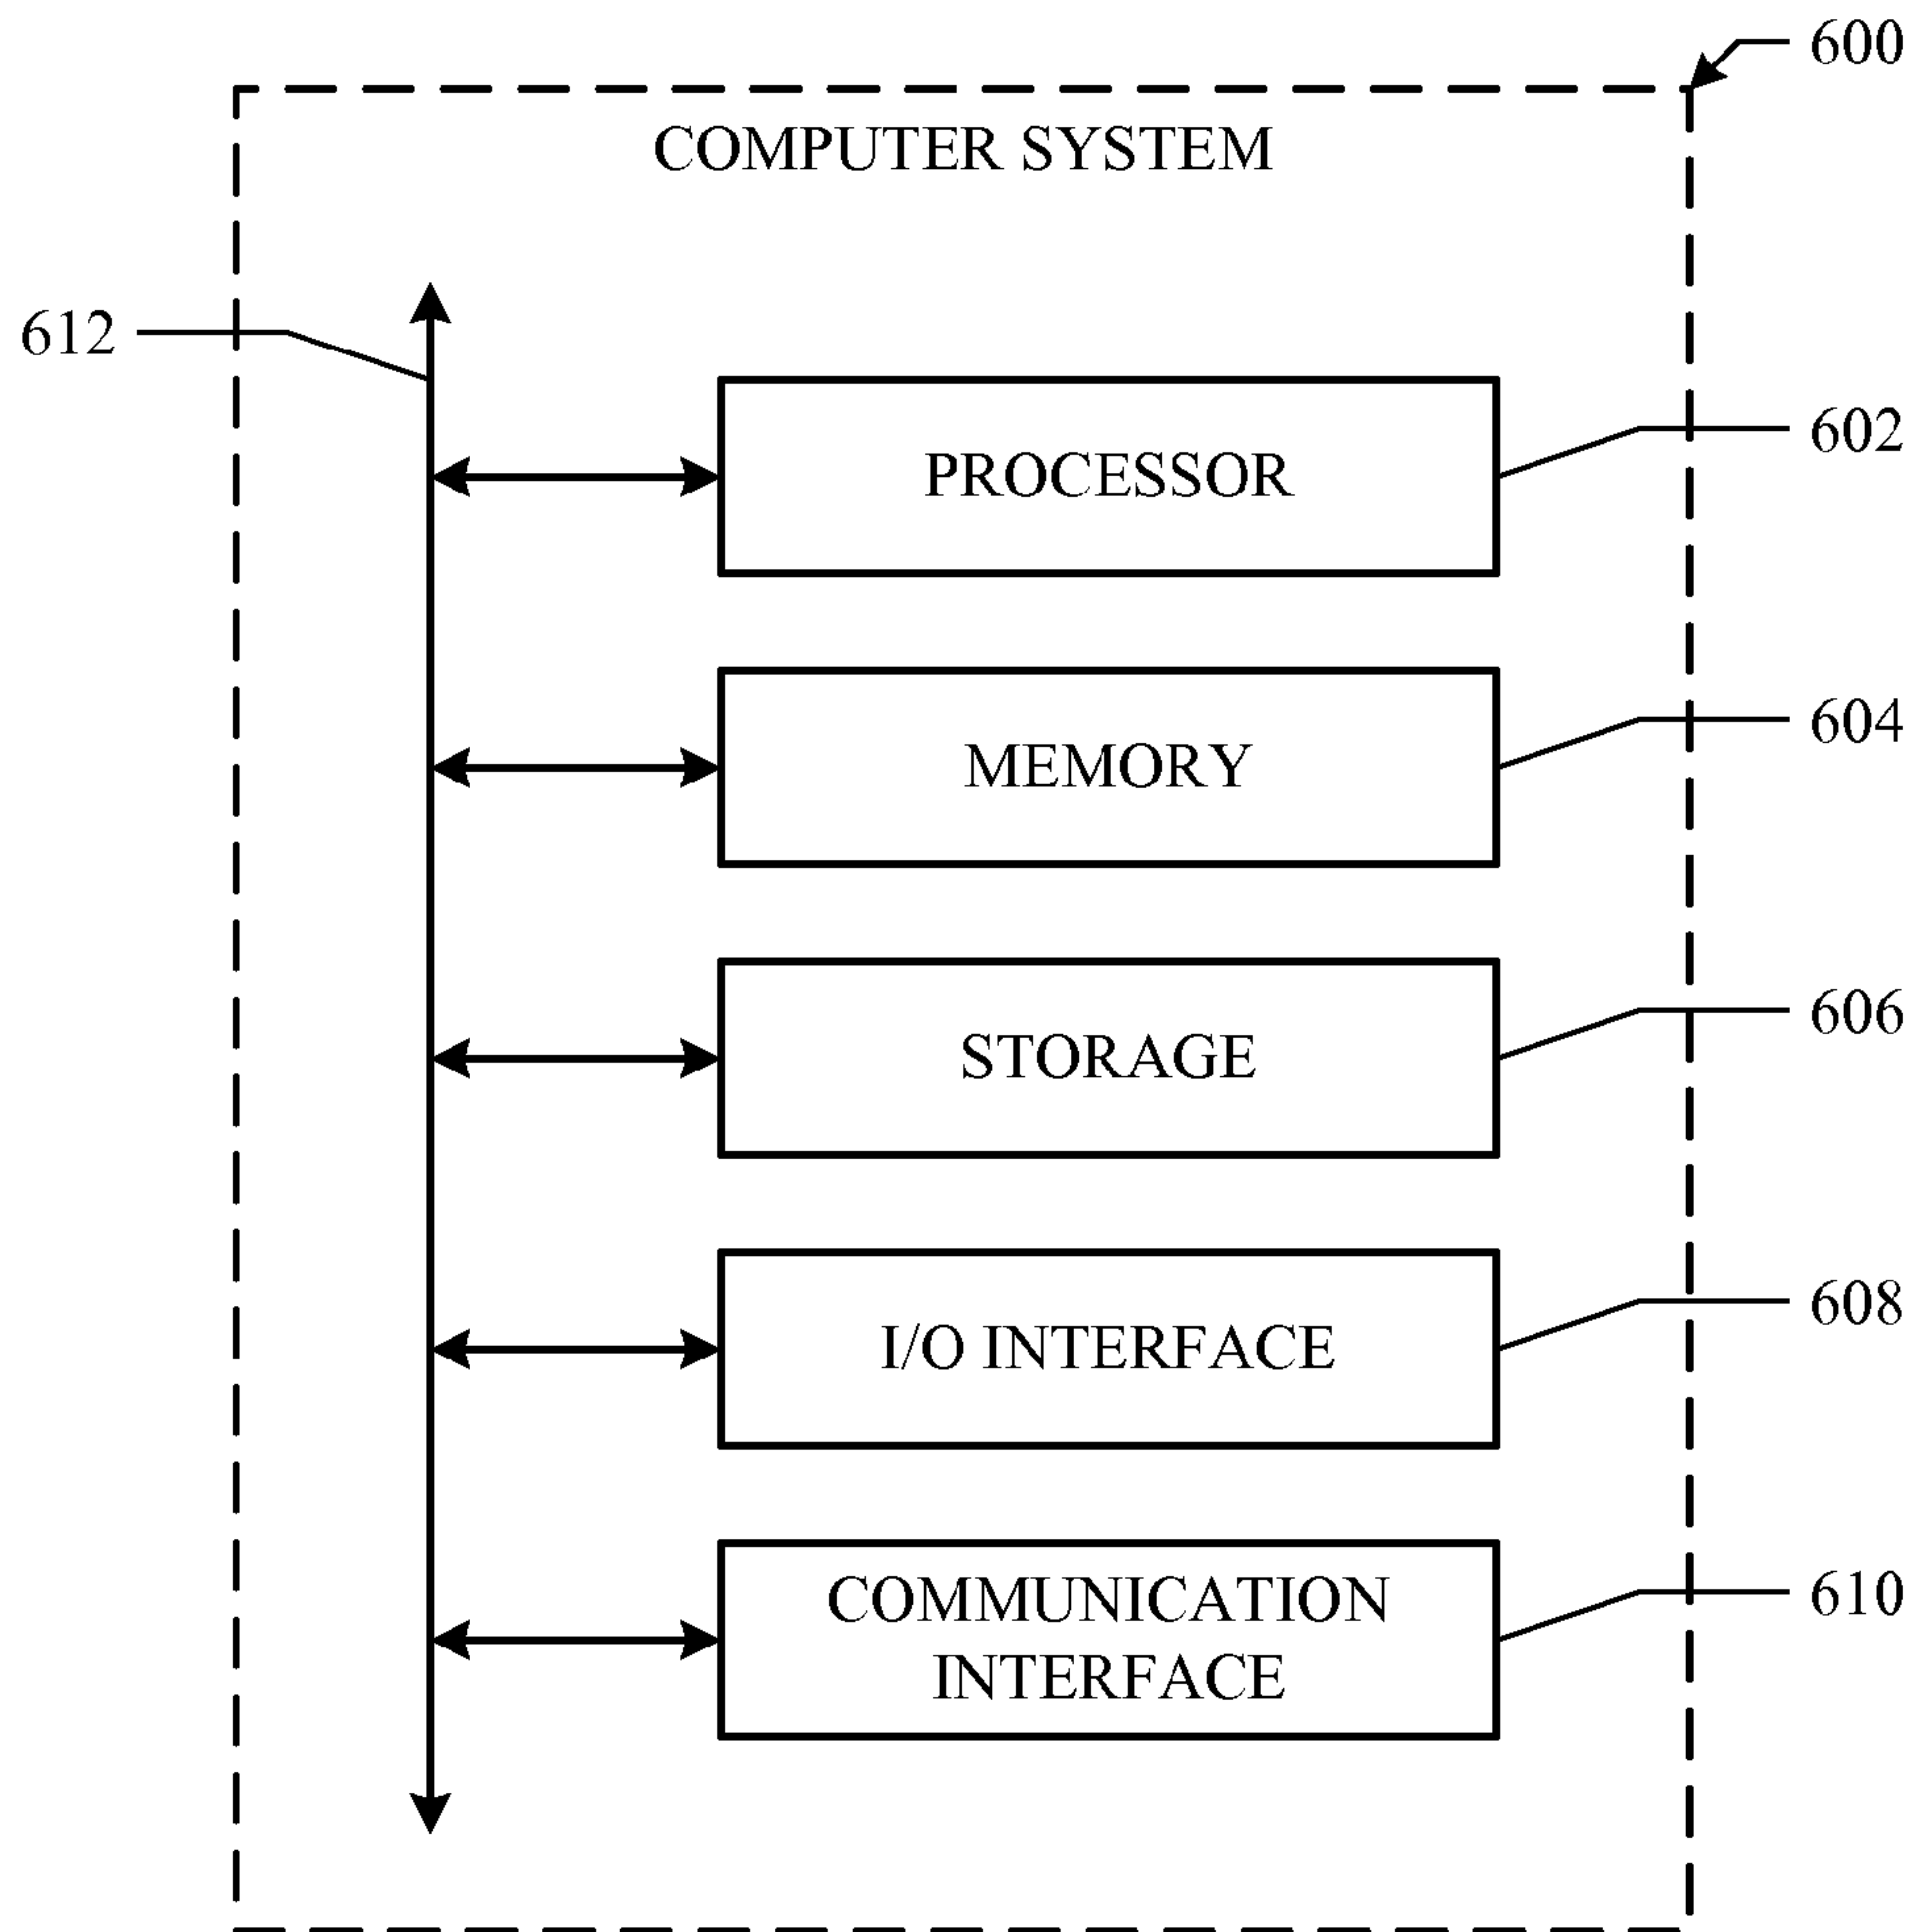 600
COMPUTER SYSTEM
612
PROCESSOR
602
MEMORY
604
STORAGE
606
I/O INTERFACE
608
COMMUNICATION
INTERFACE
610